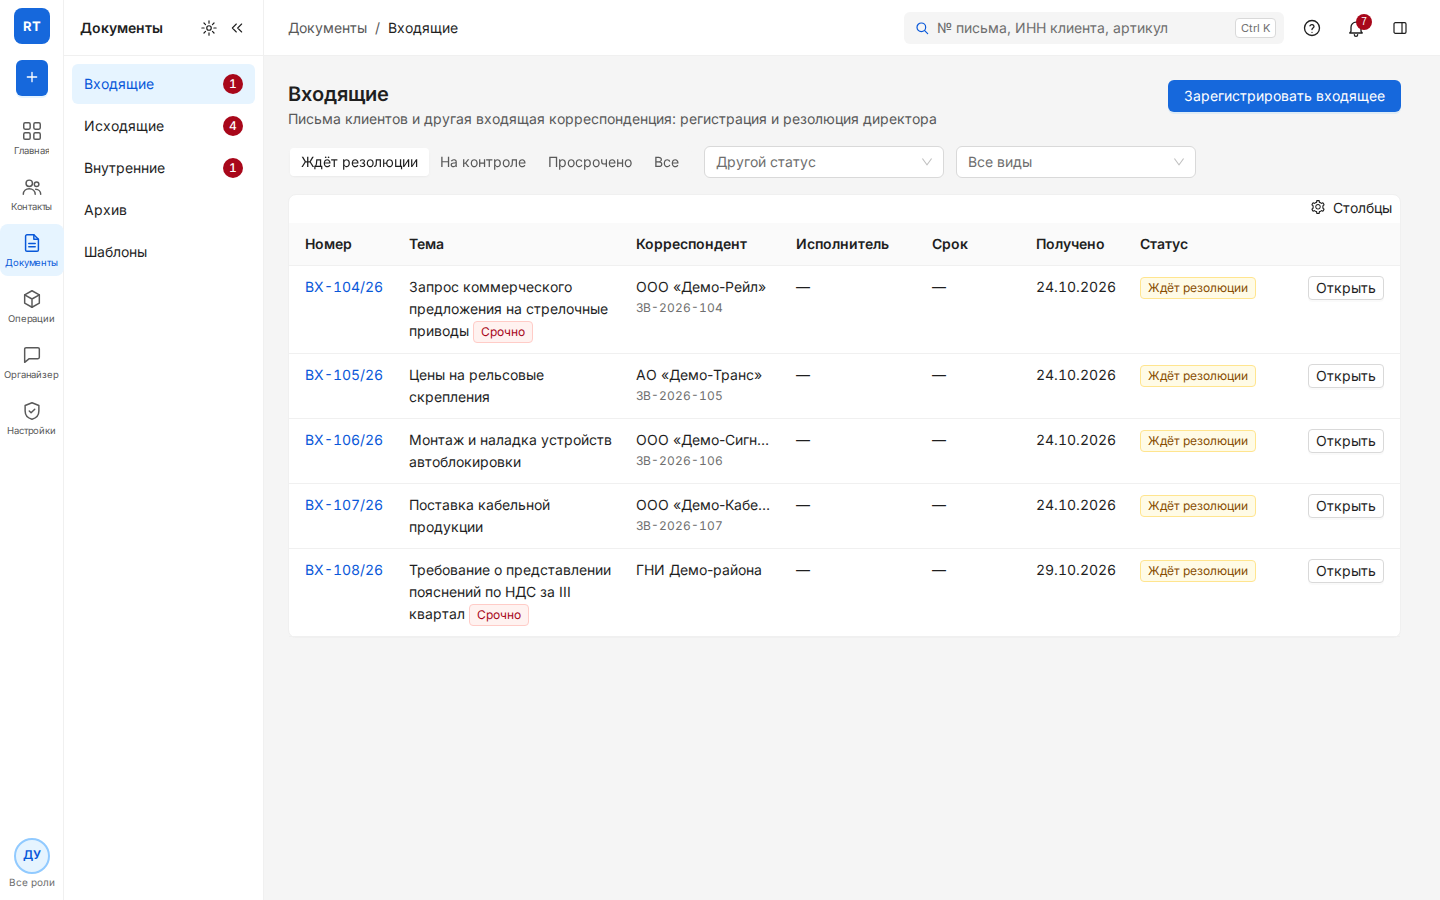 RT
Документы
Документы / Входящие
№ письма, ИНН клиента, артикул
Ctrl K
7
+
Главная
Контакты
Документы
Операции
Органайзер
Настройки
ДУ
Все роли
Входящие 1
Исходящие 4
Внутренние 1
Архив
Шаблоны
Входящие
Письма клиентов и другая входящая корреспонденция: регистрация и резолюция директора
Зарегистрировать входящее
Ждёт резолюции На контроле Просрочено Все Другой статус Все виды
Столбцы
Номер Тема Корреспондент Исполнитель Срок Получено Статус
ВХ-104/26 Запрос коммерческого ООО «Демо-Рейл» — — 24.10.2026 Ждёт резолюции Открыть
предложения на стрелочные ЗВ-2026-104
приводы Срочно
ВХ-105/26 Цены на рельсовые АО «Демо-Транс» — — 24.10.2026 Ждёт резолюции Открыть
скрепления ЗВ-2026-105
ВХ-106/26 Монтаж и наладка устройств ООО «Демо-Сигн... — — 24.10.2026 Ждёт резолюции Открыть
автоблокировки ЗВ-2026-106
ВХ-107/26 Поставка кабельной ООО «Демо-Кабе... — — 24.10.2026 Ждёт резолюции Открыть
продукции ЗВ-2026-107
ВХ-108/26 Требование о представлении ГНИ Демо-района — — 29.10.2026 Ждёт резолюции Открыть
пояснений по НДС за III
квартал Срочно